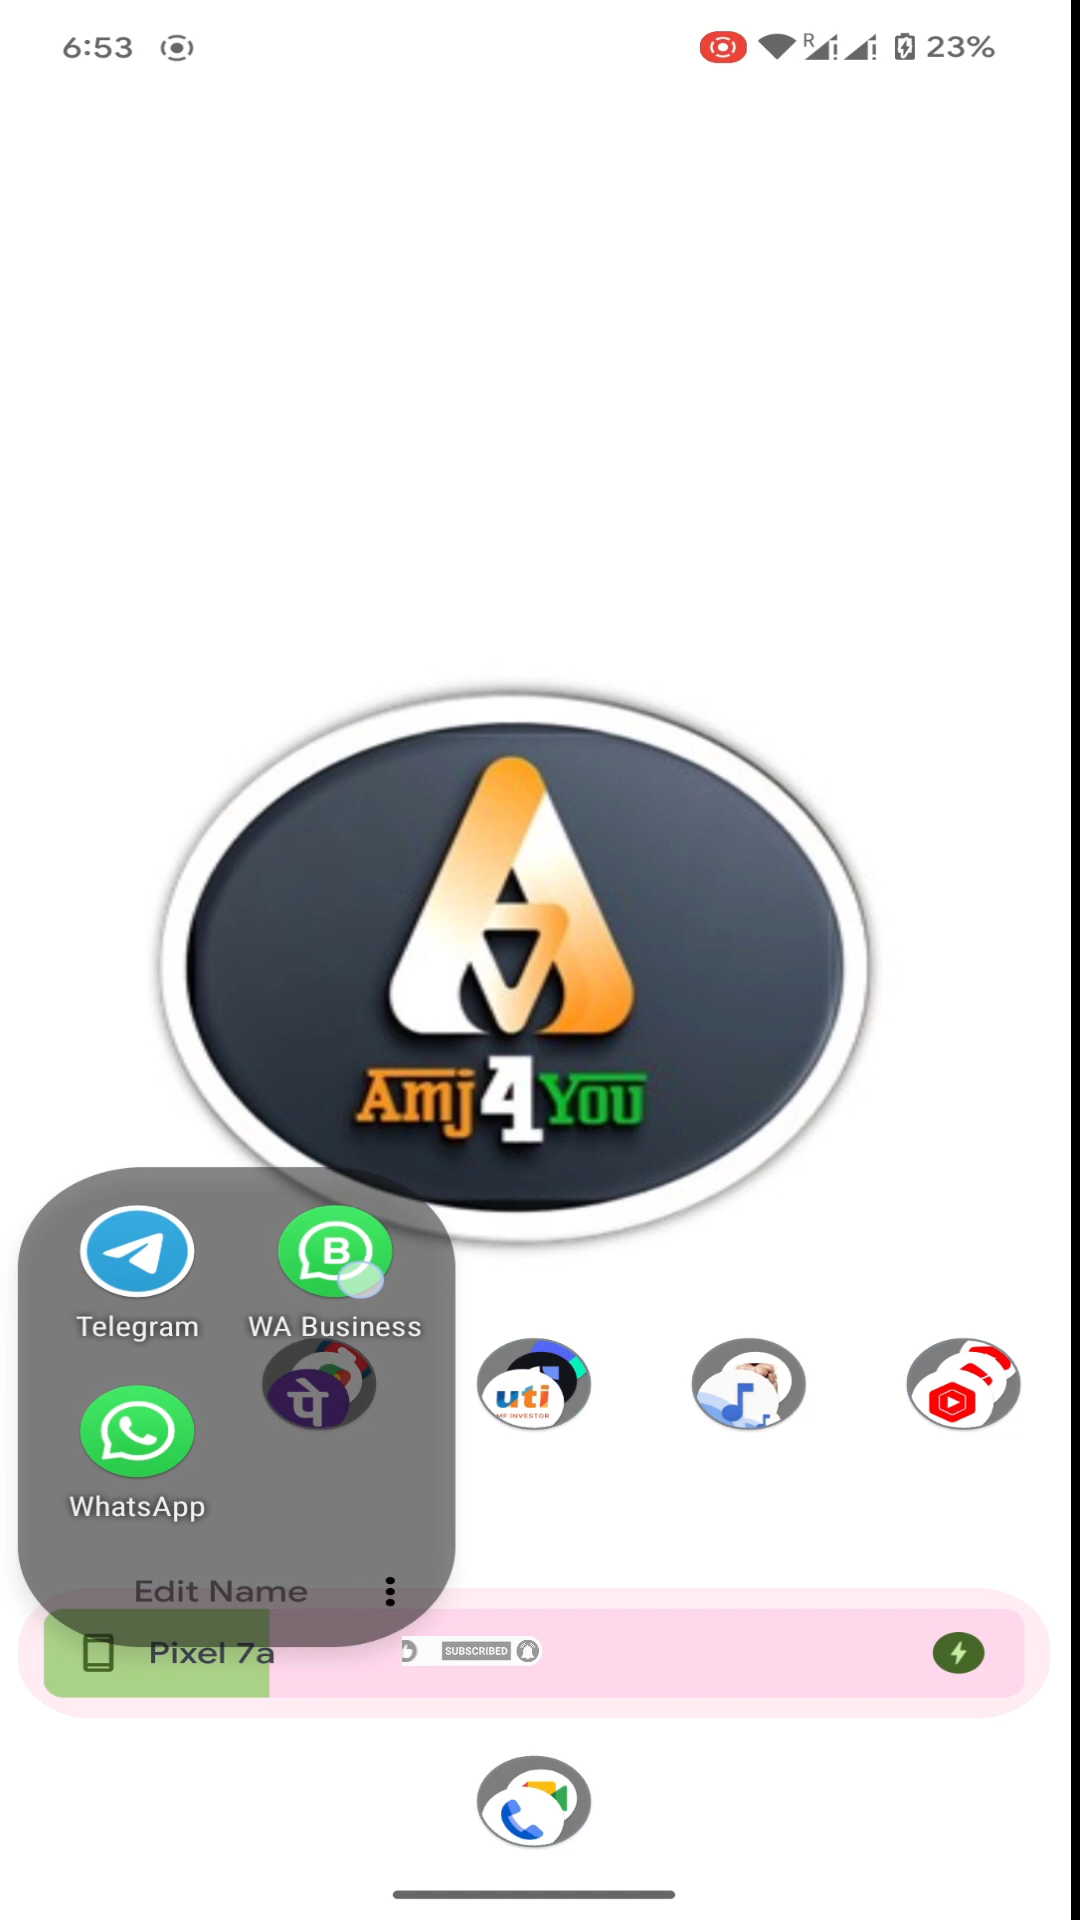 6:53
R
23%
Amj4You
Telegram
WA Business
B
पे
uti
MF INVESTOR
WhatsApp
Edit Name
Pixel 7a
SUBSCRIBED